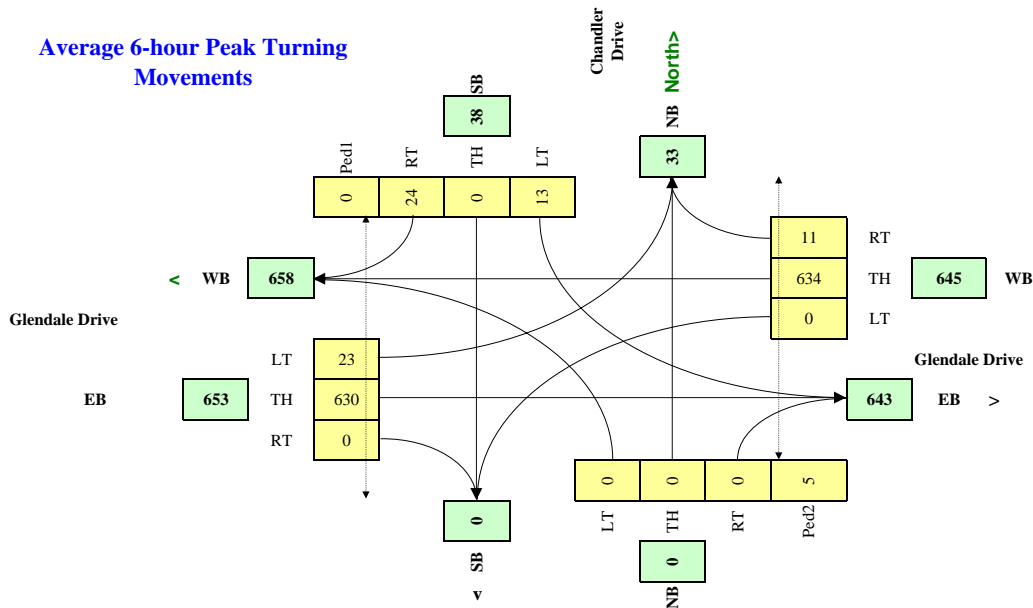 Average 6-hour Peak Turning
Movements
Chandler
Drive
North>
SB
38
NB
33
Ped1
RT
TH
LT
0
24
0
13
11
RT
< WB
658
634
TH
645
WB
0
LT
Glendale Drive
LT
23
Glendale Drive
EB
653
TH
630
643
EB >
RT
0
0
0
0
5
0
SB
v
LT
TH
RT
Ped2
0
NB